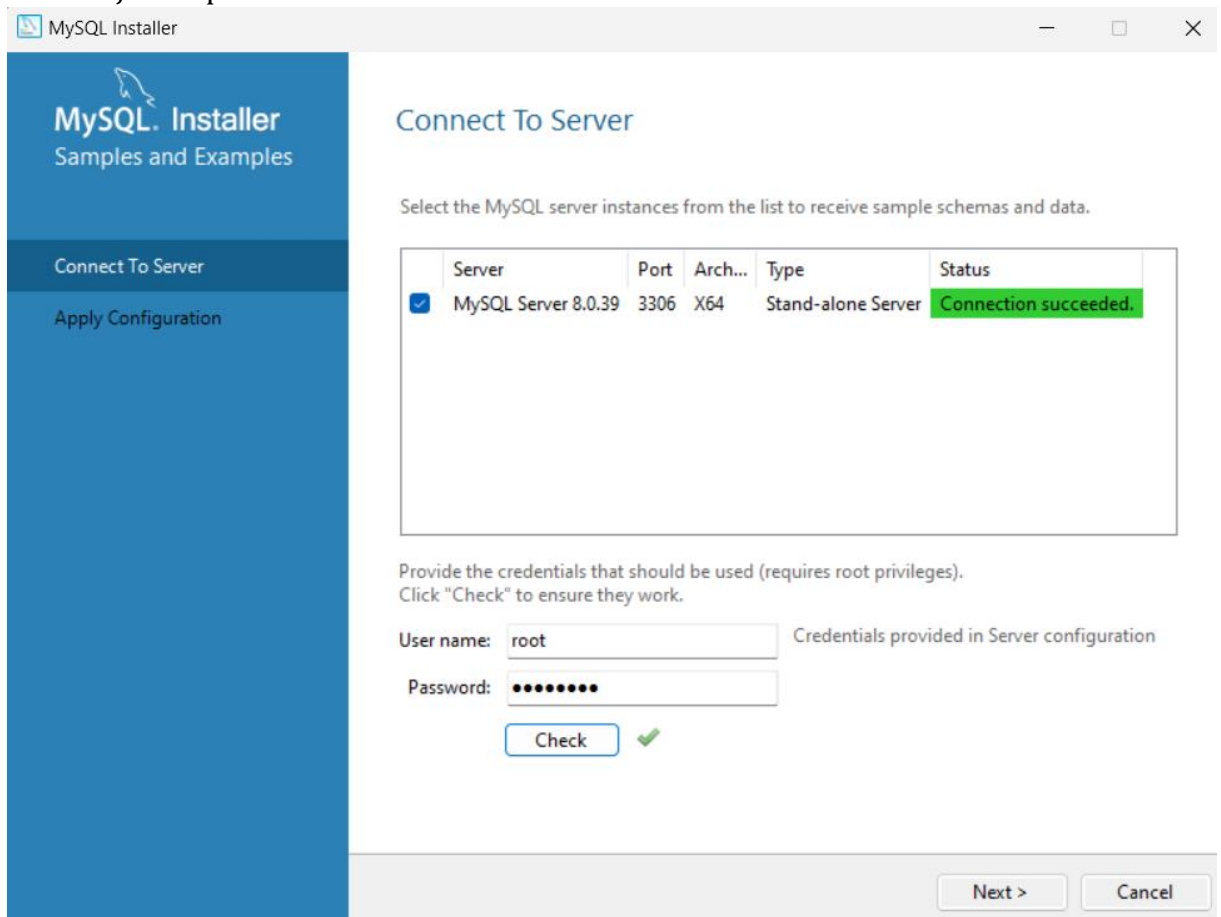 MySQL Installer
MySQL. Installer
Samples and Examples
Connect To Server
Apply Configuration
Connect To Server
Select the MySQL server instances from the list to receive sample schemas and data.
Server Port Arch... Type Status
MySQL Server 8.0.39 3306 X64 Stand-alone Server Connection succeeded.
Provide the credentials that should be used (requires root privileges).
Click "Check" to ensure they work.
User name: root Credentials provided in Server configuration
Password: ●●●●●●●●
Check
Next > Cancel